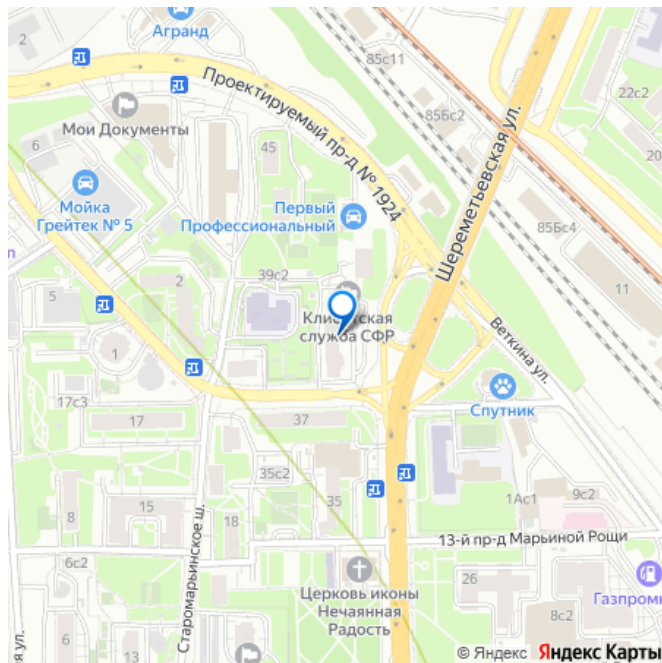 Агранд
2
85с11
Проектируемый пр-д № 1924
Шереметьевская ул.
85Бс2
22с2
20
Мои Документы
6
45
Мойка
Грейтек № 5
Первый
Профессиональный
85Бс4
11
39с2
2
5
Клиентская
служба СФР
Веткина ул.
1
17с3
17
37
Спутник
35с2
35
1Ас1
9с2
15
8
18
Старомарьинское ш.
13-й пр-д Марьиной Рощи
6с2
26
Церковь иконы
Нечаянная
Радость
Газпромн
8с2
6
13
я ул.
© Яндекс
Яндекс Карты